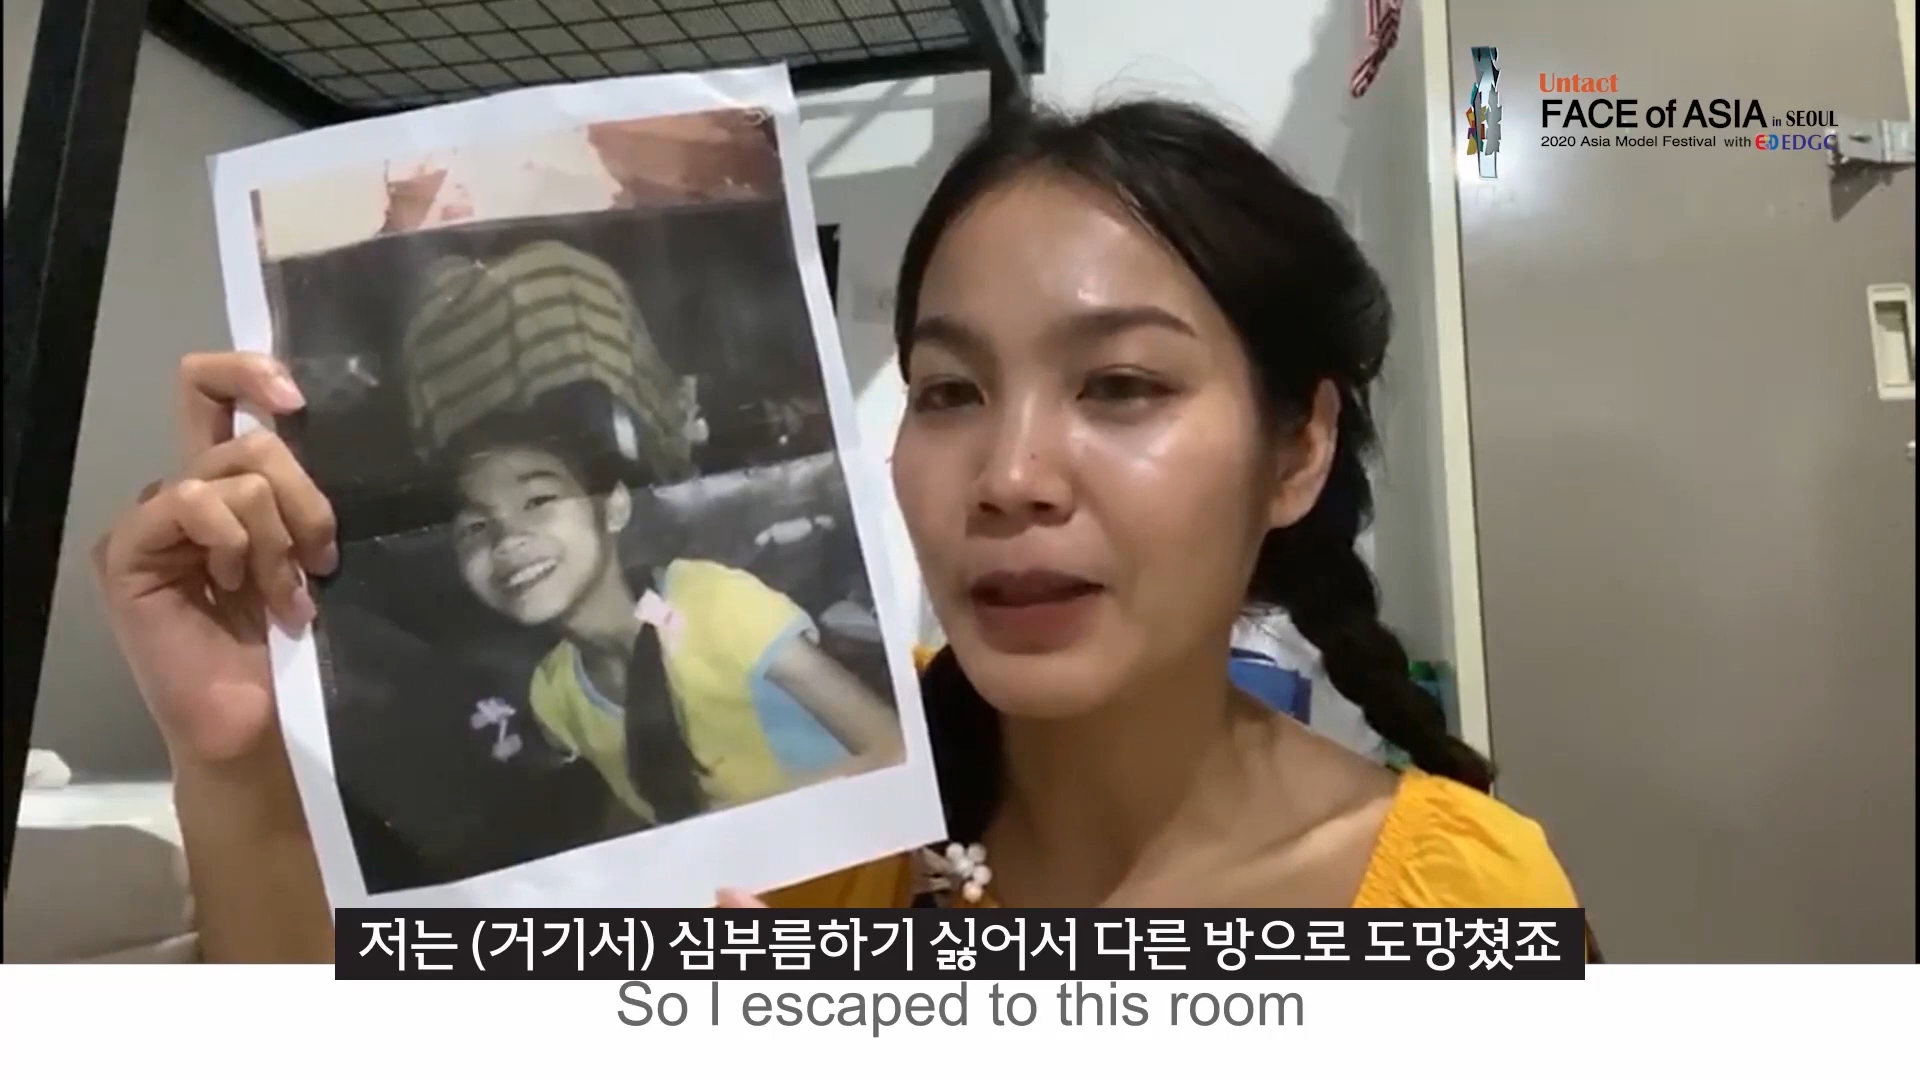 Untact
FACE of ASIA in SEOUL
2020 Asia Model Festival with EDGC
저는 (거기서) 심부름하기 싫어서 다른 방으로 도망쳤죠
So I escaped to this room